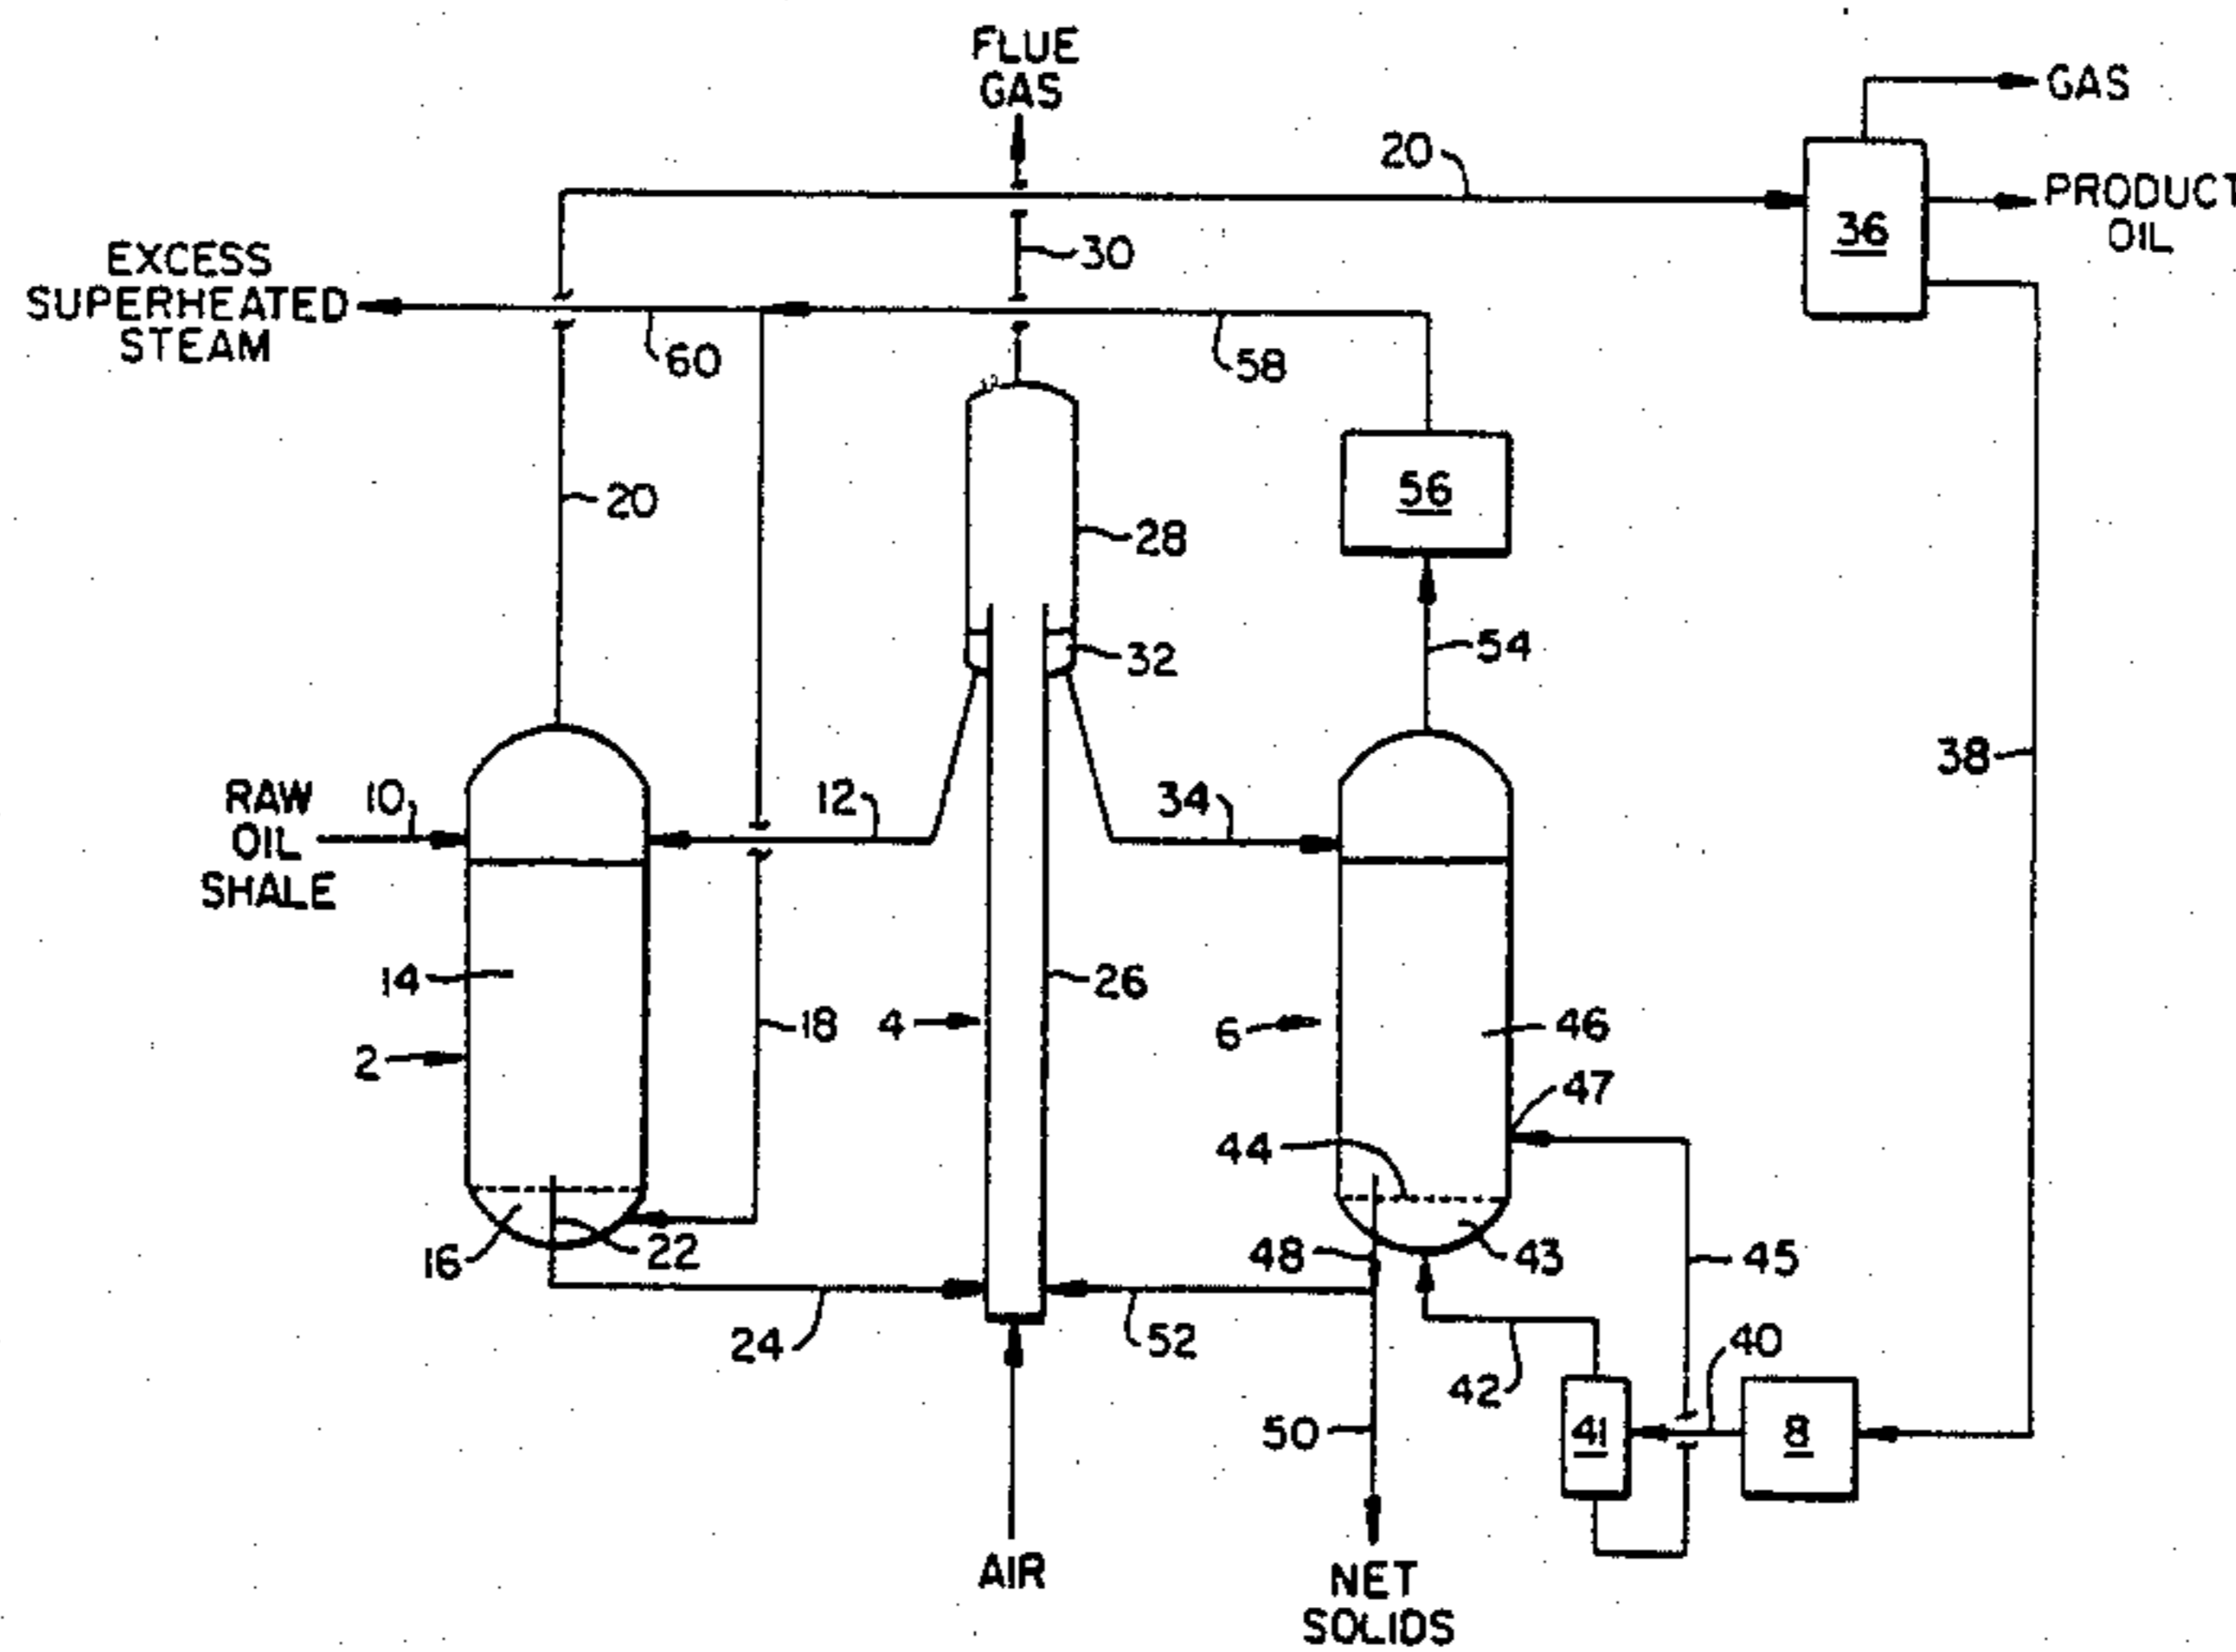 FLUE
GAS
GAS
20
PRODUCT
OIL
36
30
EXCESS
SUPERHEATED
STEAM
60
58
20
56
28
54
32
38
RAW
OIL
SHALE
10
12
34
14
26
18
4
6
46
2
47
44
16
22
48
43
45
24
52
42
40
50
41
8
AIR
NET
SOLIDS